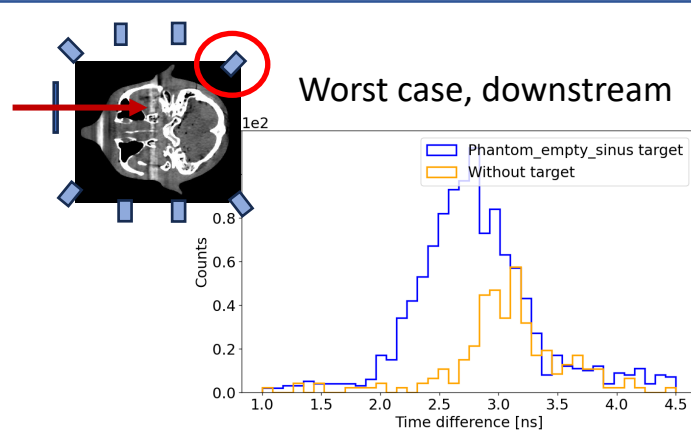 Worst case, downstream
1e2
Phantom_empty_sinus target
Without target
0.8
0.6
0.4
0.2
0.0
Counts
1.0 1.5 2.0 2.5 3.0 3.5 4.0 4.5
Time difference [ns]